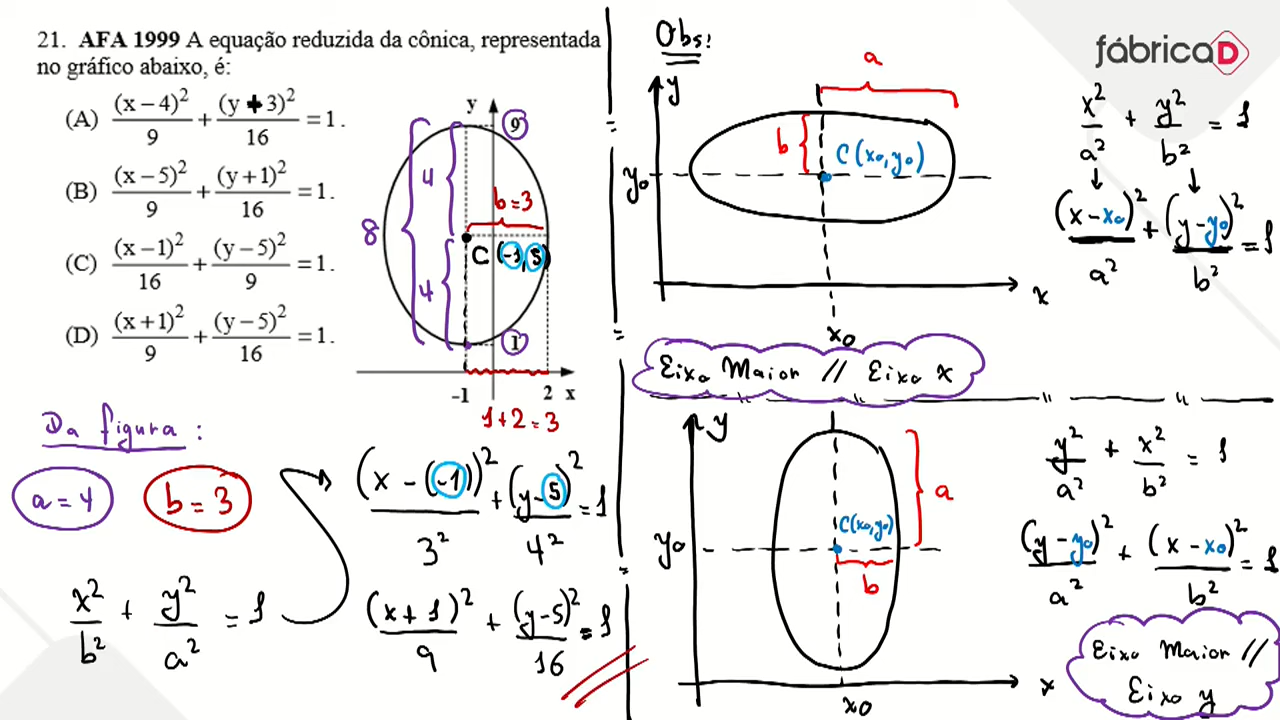 21. AFA 1999 A equação reduzida da cônica, representada
no gráfico abaixo, é:
(A) (x – 4)²/9 + (y + 3)²/16 = 1.
(B) (x – 5)²/9 + (y + 1)²/16 = 1.
(C) (x – 1)²/16 + (y – 5)²/9 = 1.
(D) (x + 1)²/9 + (y – 5)²/16 = 1.
y
9
4
b = 3
8
C (-1, 5)
4
1
-1
2
x
1 + 2 = 3
Da figura:
a = 4
b = 3
x²/b² + y²/a² = 1
(x - (-1))²/3² + (y - 5)²/4² = 1
(x + 1)²/9 + (y - 5)²/16 = 1
Obs:
y
a
b
C(x₀, y₀)
y₀
x
x₀
Eixo Maior // Eixo x
fábricaD
x²/a² + y²/b² = 1
(x - x₀)²/a² + (y - y₀)²/b² = 1
y
a
C(x₀, y₀)
y₀
b
x
x₀
y²/a² + x²/b² = 1
(y - y₀)²/a² + (x - x₀)²/b² = 1
Eixo Maior //
Eixo y